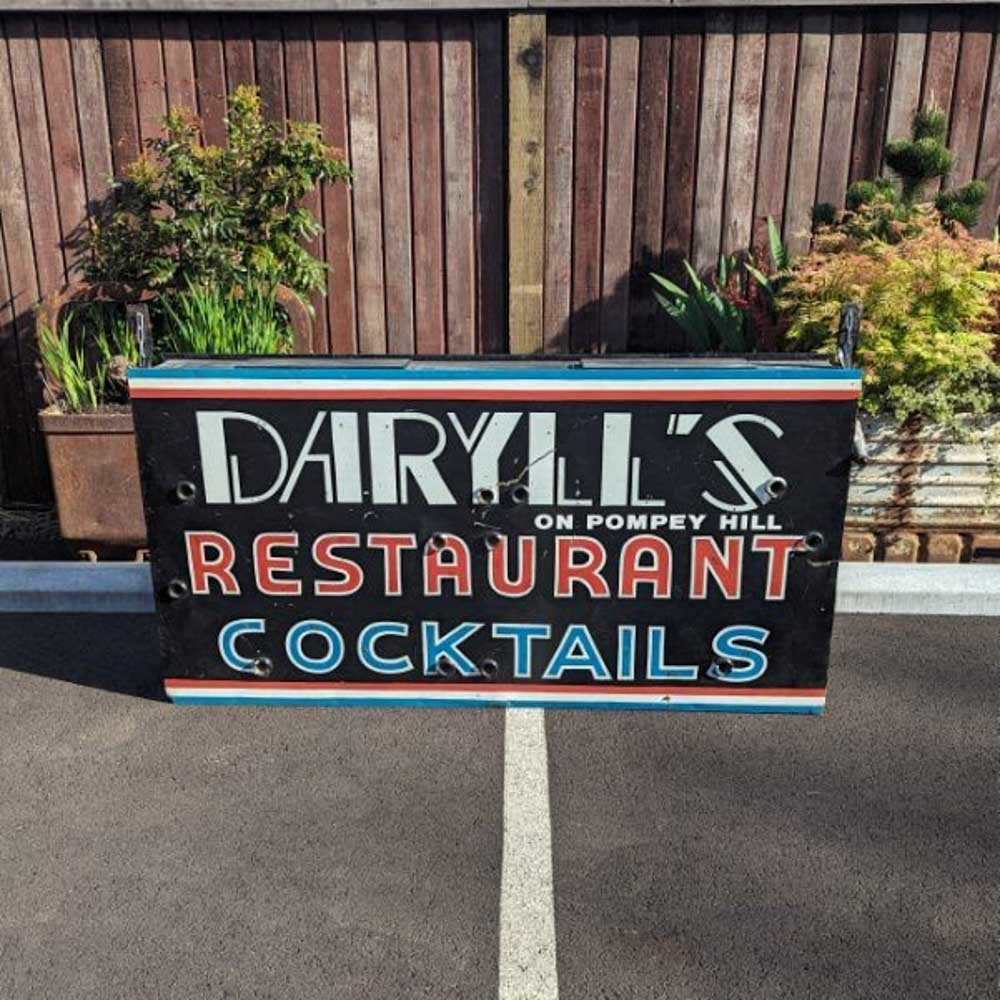 DARYLL'S
ON POMPEY HILL
RESTAURANT
COCKTAILS